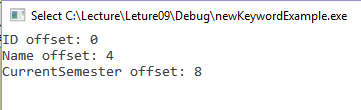 Select C:\Lecture\Leture09\Debug\newKeywordExample.exe
ID offset: 0
Name offset: 4
CurrentSemester offset: 8